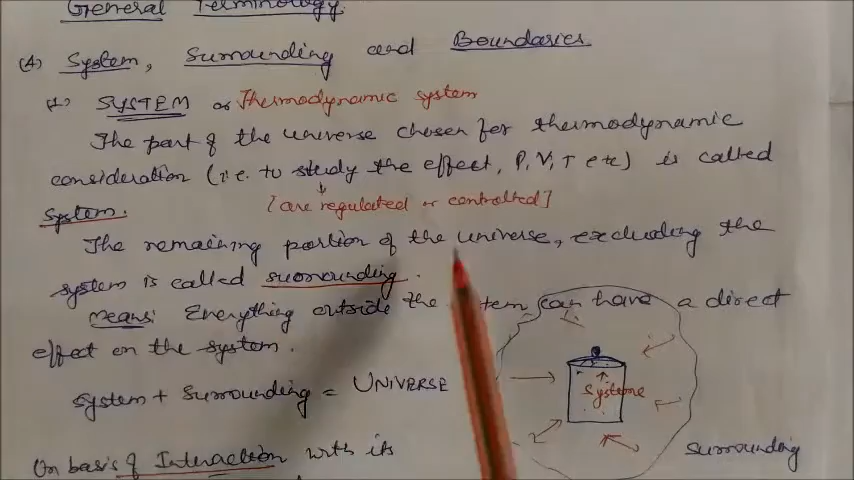 General Terminology.
(A) System, Surrounding and Boundaries
(1) SYSTEM or Thermodynamic system
The part of the universe chosen for thermodynamic
consideration (i.e. to study the effect, P, V, T etc) is called
System. [are regulated or controlled]
The remaining portion of the universe, excluding the
system is called surrounding.
means: Everything outside the tem can have a direct
effect on the system.
system + Surrounding = UNIVERSE
System
surrounding
On basis of Interaction with its